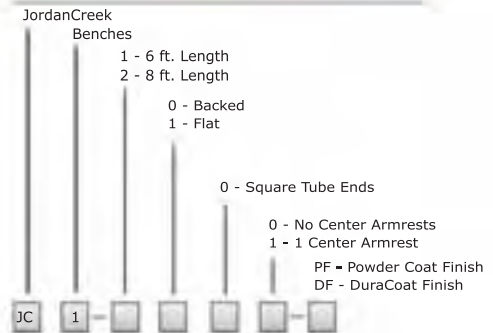 JordanCreek
Benches
1 - 6 ft. Length
2 - 8 ft. Length
0 - Backed
1 - Flat
0 - Square Tube Ends
0 - No Center Armrests
1 - 1 Center Armrest
PF - Powder Coat Finish
DF - DuraCoat Finish
JC 1 - -